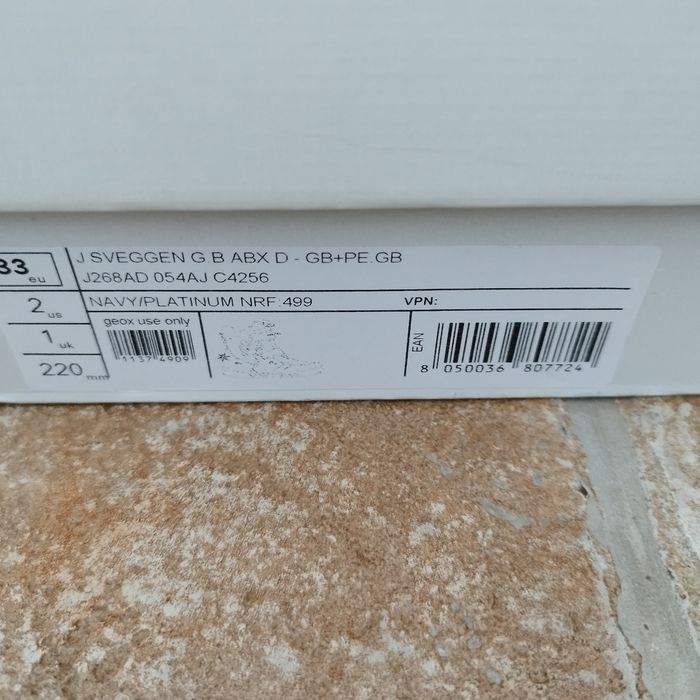 33 eu
J SVEGGEN G B ABX D - GB+PE.GB
J268AD 054AJ C4256
2 us
NAVY/PLATINUM NRF.499
VPN:
1 uk
geox use only
11374909
EAN
8 050036 807724
220 mm